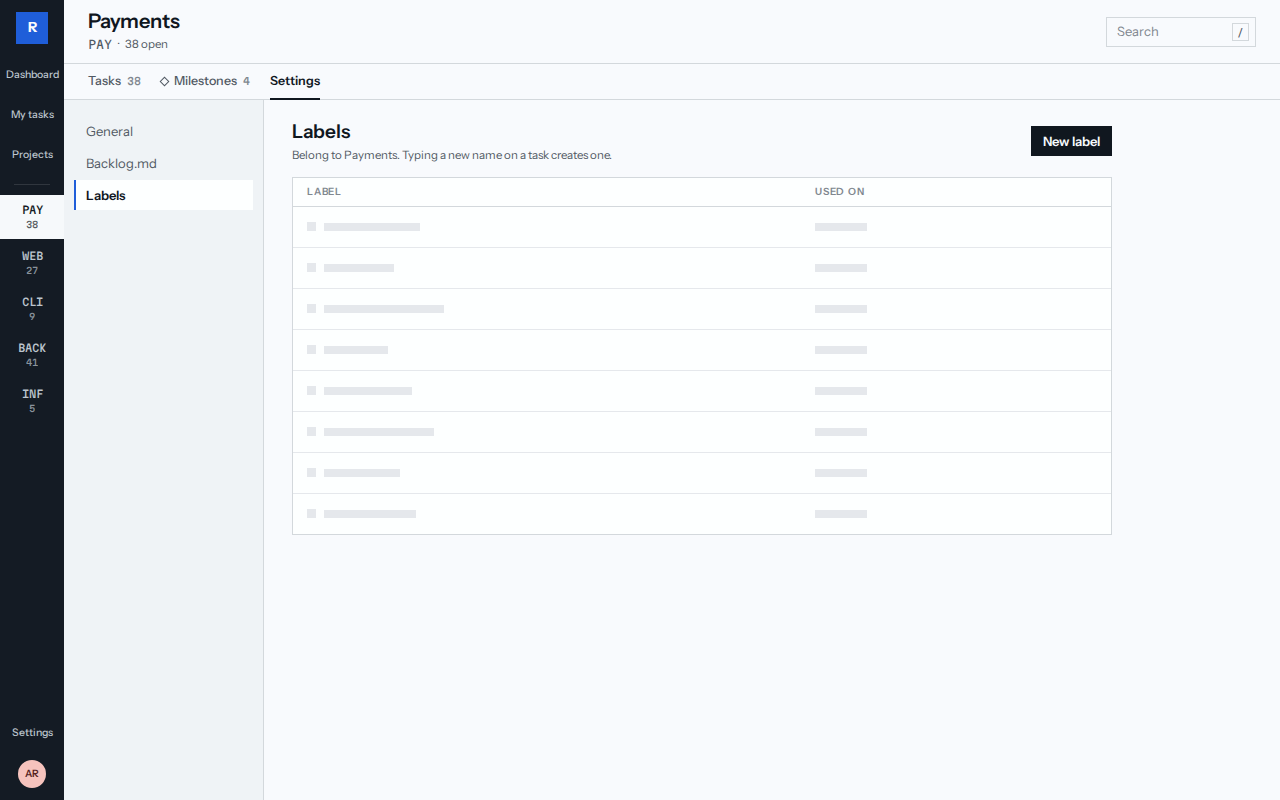 R
Dashboard
My tasks
Projects
PAY
38
WEB
27
CLI
9
BACK
41
INF
5
Settings
AR
Payments
PAY · 38 open
Search /
Tasks 38 Milestones 4 Settings
General
Backlog.md
Labels
Labels
Belong to Payments. Typing a new name on a task creates one.
New label
LABEL USED ON